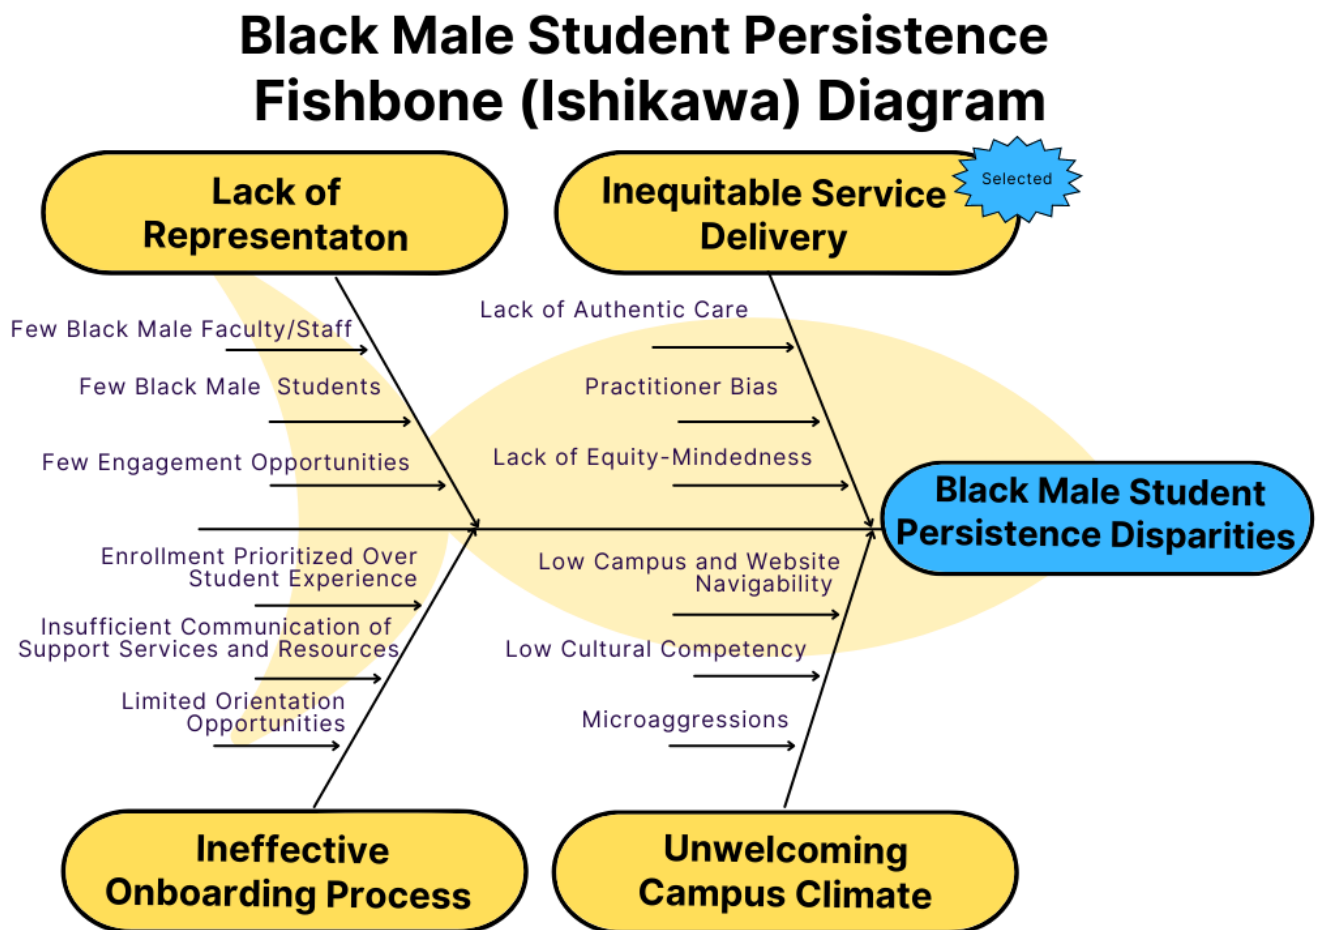 Black Male Student Persistence
Fishbone (Ishikawa) Diagram
Lack of
Representaton
Inequitable Service
Delivery
Selected
Few Black Male Faculty/Staff
Few Black Male Students
Few Engagement Opportunities
Lack of Authentic Care
Practitioner Bias
Lack of Equity-Mindedness
Black Male Student
Persistence Disparities
Enrollment Prioritized Over
Student Experience
Insufficient Communication of
Support Services and Resources
Limited Orientation
Opportunities
Low Campus and Website
Navigability
Low Cultural Competency
Microaggressions
Ineffective
Onboarding Process
Unwelcoming
Campus Climate